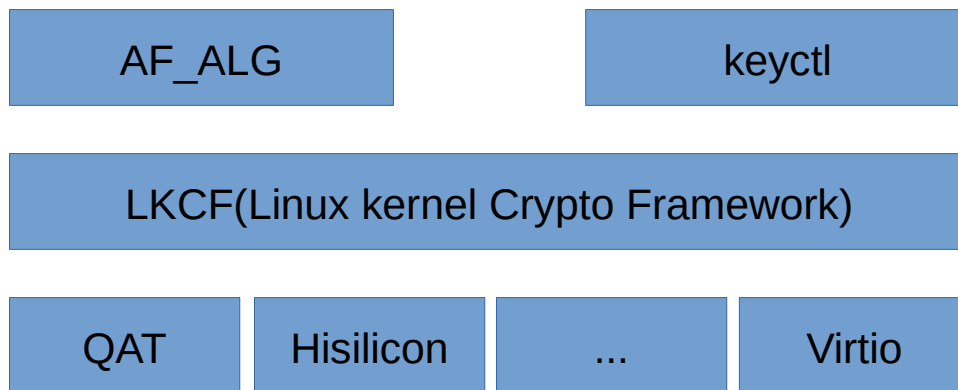 AF_ALG
keyctl
LKCF(Linux kernel Crypto Framework)
QAT
Hisilicon
...
Virtio